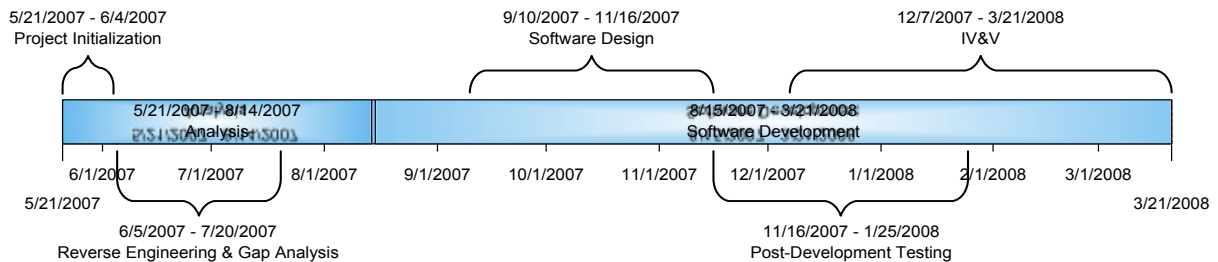 5/21/2007 - 6/4/2007
Project Initialization
9/10/2007 - 11/16/2007
Software Design
12/7/2007 - 3/21/2008
IV&V
5/21/2007 - 8/14/2007
Analysis
8/15/2007 - 3/21/2008
Software Development
6/1/2007 7/1/2007 8/1/2007 9/1/2007 10/1/2007 11/1/2007 12/1/2007 1/1/2008 2/1/2008 3/1/2008
5/21/2007 3/21/2008
6/5/2007 - 7/20/2007
Reverse Engineering & Gap Analysis
11/16/2007 - 1/25/2008
Post-Development Testing